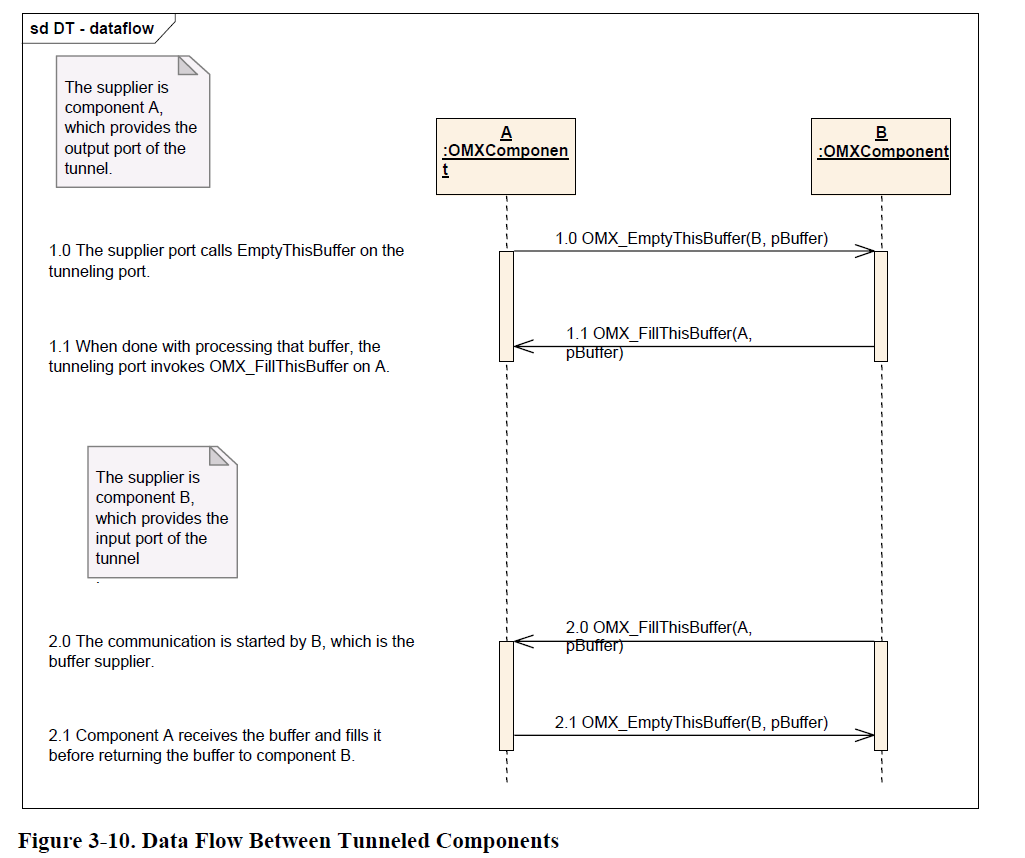 sd DT - dataflow
The supplier is
component A,
which provides the
output port of the
tunnel.
A
:OMXComponen
t
B
:OMXComponent
1.0 OMX_EmptyThisBuffer(B, pBuffer)
1.0 The supplier port calls EmptyThisBuffer on the
tunneling port.
1.1 OMX_FillThisBuffer(A,
pBuffer)
1.1 When done with processing that buffer, the
tunneling port invokes OMX_FillThisBuffer on A.
The supplier is
component B,
which provides the
input port of the
tunnel
.
2.0 OMX_FillThisBuffer(A,
pBuffer)
2.0 The communication is started by B, which is the
buffer supplier.
2.1 OMX_EmptyThisBuffer(B, pBuffer)
2.1 Component A receives the buffer and fills it
before returning the buffer to component B.
Figure 3-10. Data Flow Between Tunneled Components